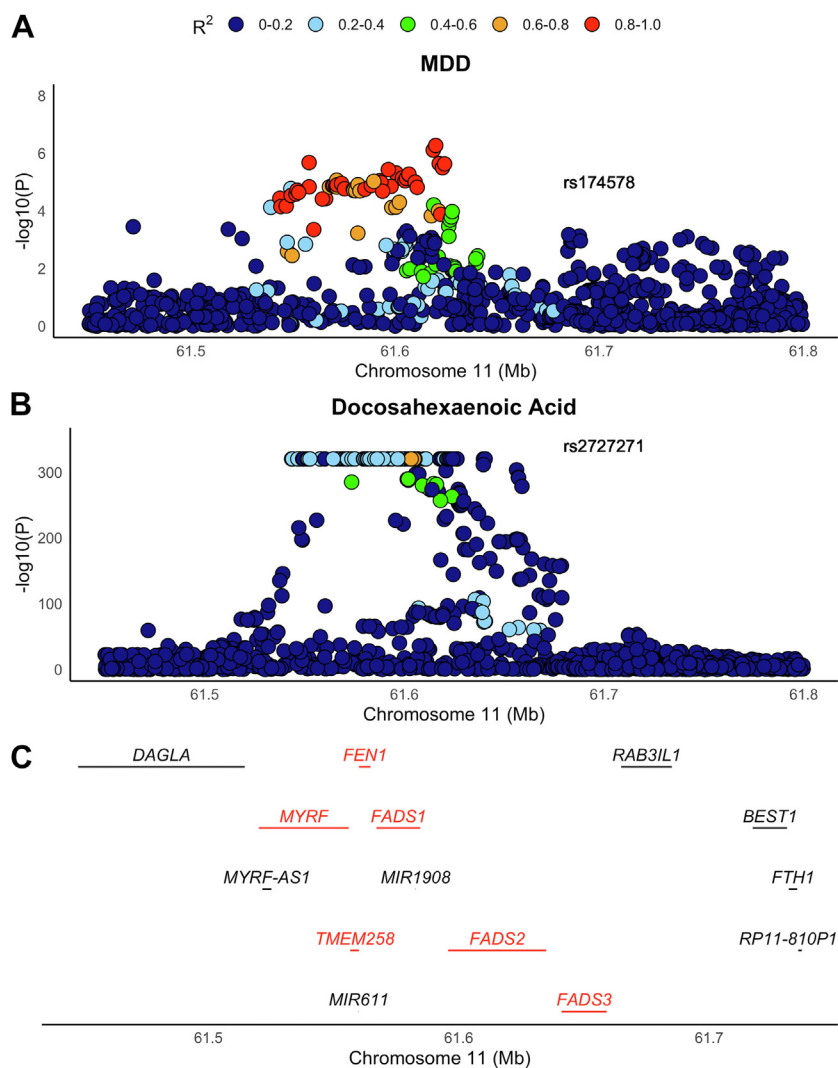 A
R2 0-0.2 0.2-0.4 0.4-0.6 0.6-0.8 0.8-1.0
MDD
8
6
rs174578
4
2
0
-log10(P)
61.5 61.6 61.7 61.8
Chromosome 11 (Mb)
B
Docosahexaenoic Acid
rs2727271
300
200
100
0
-log10(P)
61.5 61.6 61.7 61.8
Chromosome 11 (Mb)
C
DAGLA FEN1 RAB3IL1
MYRF FADS1 BEST1
MYRF-AS1 MIR1908 FTH1
TMEM258 FADS2 RP11-810P1
MIR611 FADS3
61.5 61.6 61.7
Chromosome 11 (Mb)